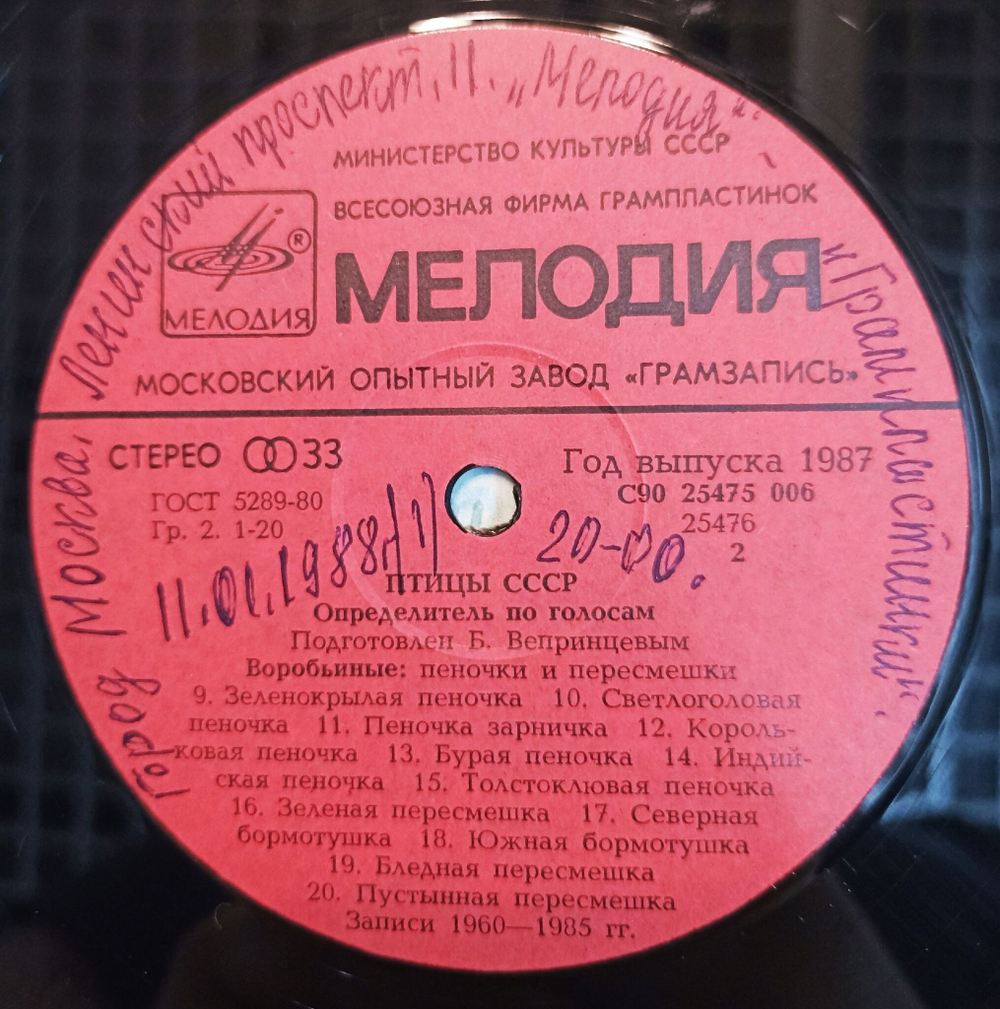 Город Москва, Ленинский проспект, 11. „Мелодия“.
„Грампластинки“.
МИНИСТЕРСТВО КУЛЬТУРЫ СССР
ВСЕСОЮЗНАЯ ФИРМА ГРАМПЛАСТИНОК
®
МЕЛОДИЯ
МЕЛОДИЯ
МОСКОВСКИЙ ОПЫТНЫЙ ЗАВОД «ГРАМЗАПИСЬ»
СТЕРЕО 33
Год выпуска 1987
ГОСТ 5289-80
С90 25475 006
Гр. 2. 1-20
25476
2
11.01.1988/1)
20-00.
ПТИЦЫ СССР
Определитель по голосам
Подготовлен Б. Вепринцевым
Воробьиные: пеночки и пересмешки
9. Зеленокрылая пеночка 10. Светлоголовая
пеночка 11. Пеночка зарничка 12. Король-
ковая пеночка 13. Бурая пеночка 14. Индий-
ская пеночка 15. Толстоклювая пеночка
16. Зеленая пересмешка 17. Северная
бормотушка 18. Южная бормотушка
19. Бледная пересмешка
20. Пустынная пересмешка
Записи 1960—1985 гг.